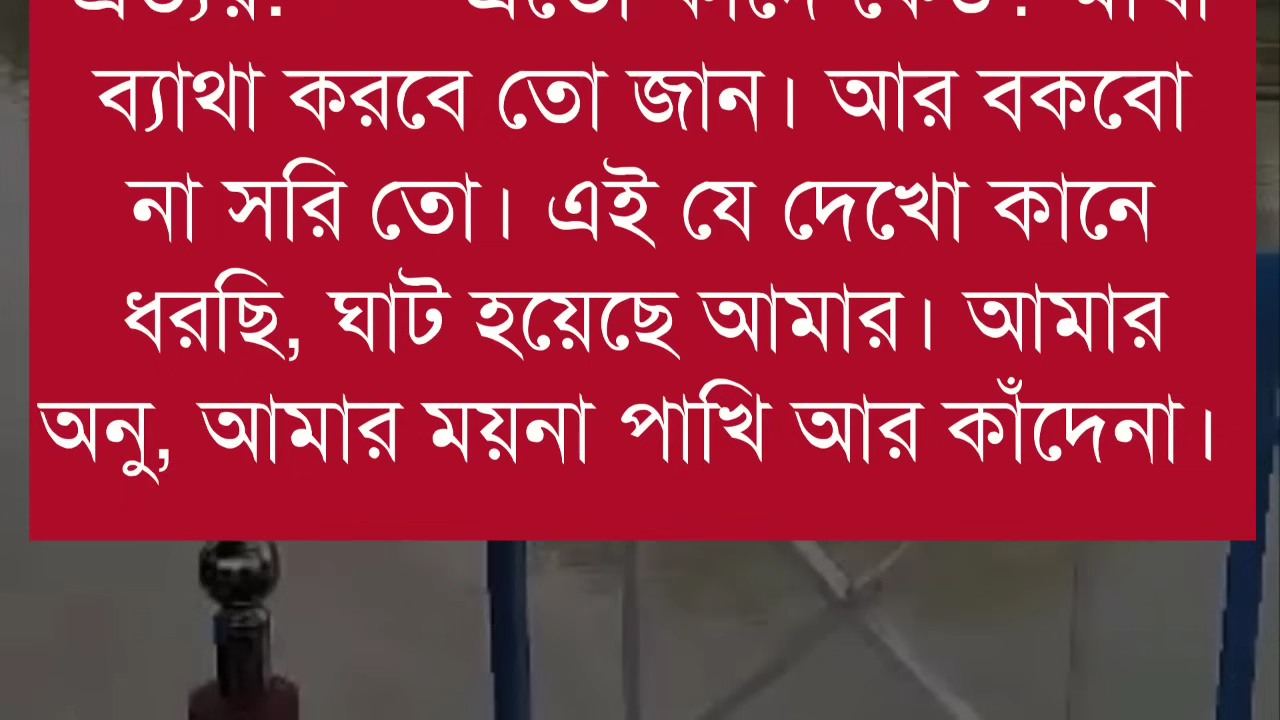 ব্যাথা করবে তো জান। আর বকবো
না সরি তো। এই যে দেখো কানে
ধরছি, ঘাট হয়েছে আমার। আমার
অনু, আমার ময়না পাখি আর কাঁদেনা।